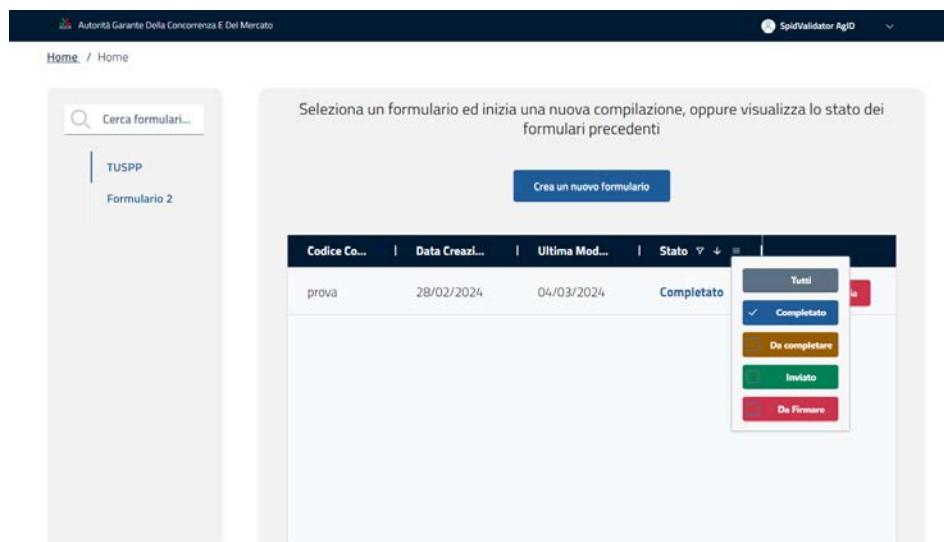 Autorità Garante Della Concorrenza E Del Mercato
SpidValidator AgID
Home / Home
Cerca formulari...
Seleziona un formulario ed inizia una nuova compilazione, oppure visualizza lo stato dei
formulari precedenti
TUSPP
Formulario 2
Crea un nuovo formulario
Codice Co... | Data Creazi... | Ultima Mod... | Stato |
prova 28/02/2024 04/03/2024 Completato
Tutti
Completato
Da completare
Inviato
Da Firmare